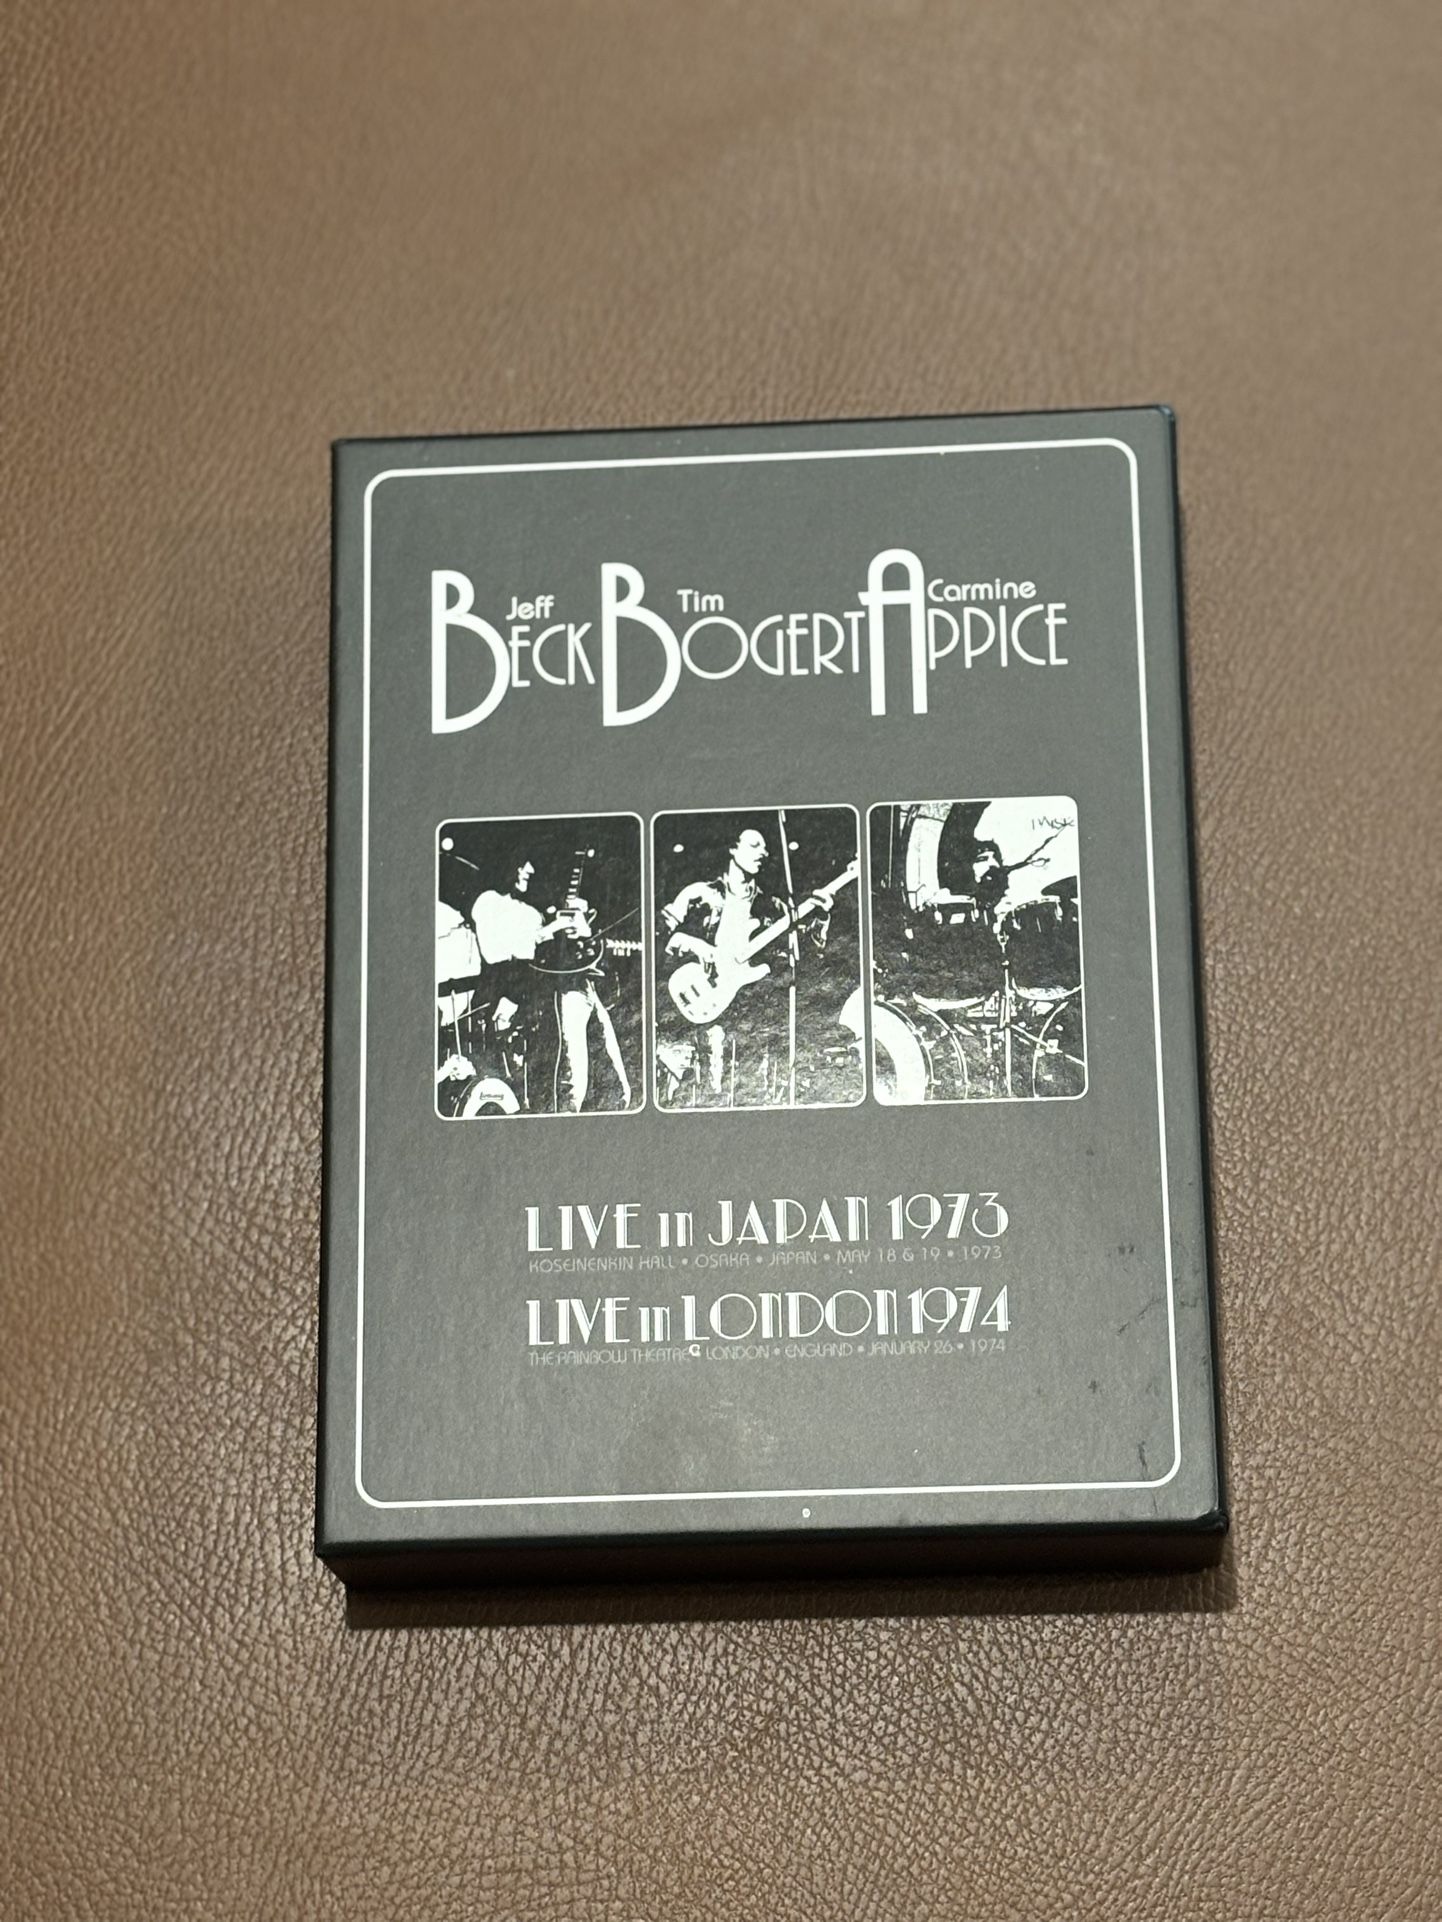 Jeff Tim Carmine
BECK BOGERT APPICE
LIVE in JAPAN 1973
KOSEINENKIN HALL • OSAKA • JAPAN • MAY 18 & 19 • 1973
LIVE in LONDON 1974
THE RAINBOW THEATRE • LONDON • ENGLAND • JANUARY 26 • 1974